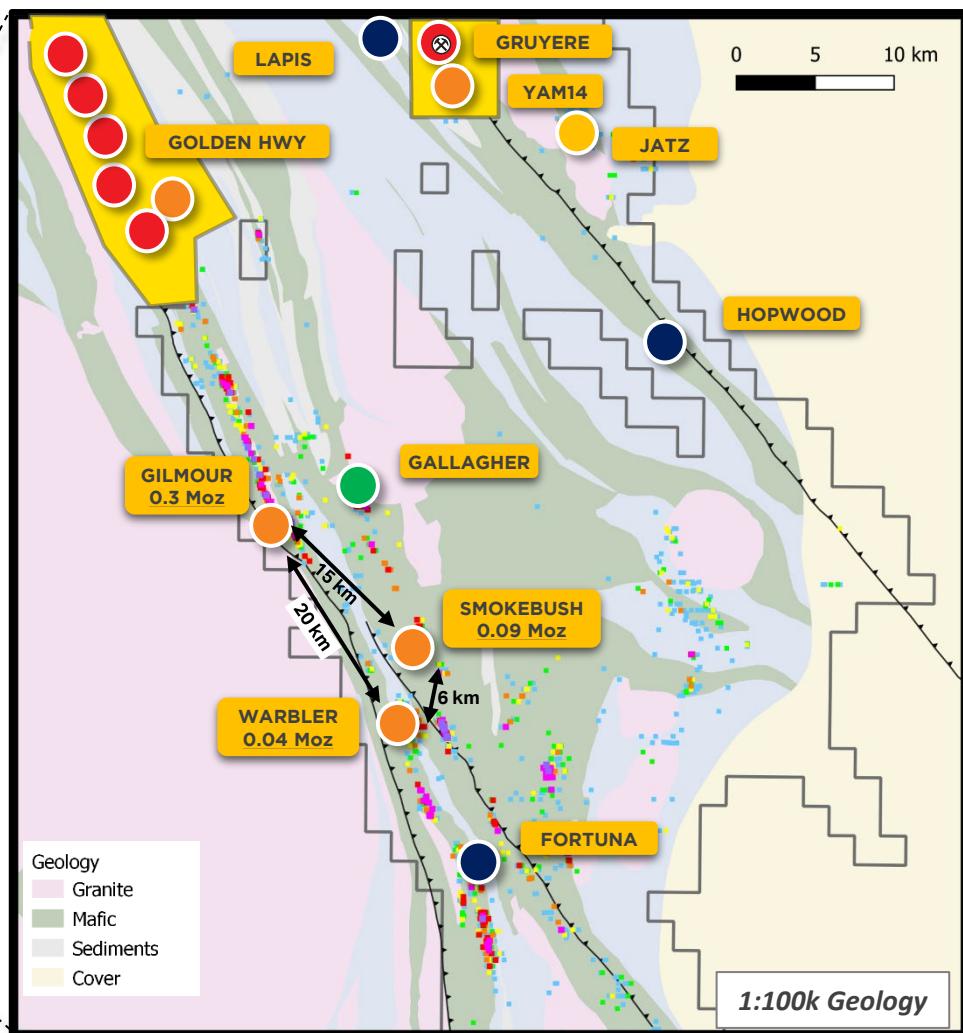 LAPIS
GRUYERE
0 5 10 km
YAM14
GOLDEN HWY
JATZ
HOPWOOD
GALLAGHER
GILMOUR
0.3 Moz
15 km
20 km
SMOKEBUSH
0.09 Moz
6 km
WARBLER
0.04 Moz
FORTUNA
Geology
Granite
Mafic
Sediments
Cover
1:100k Geology